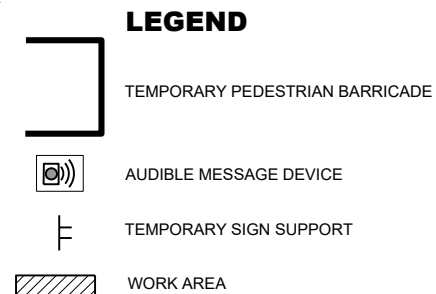 LEGEND
TEMPORARY PEDESTRIAN BARRICADE
AUDIBLE MESSAGE DEVICE
TEMPORARY SIGN SUPPORT
WORK AREA